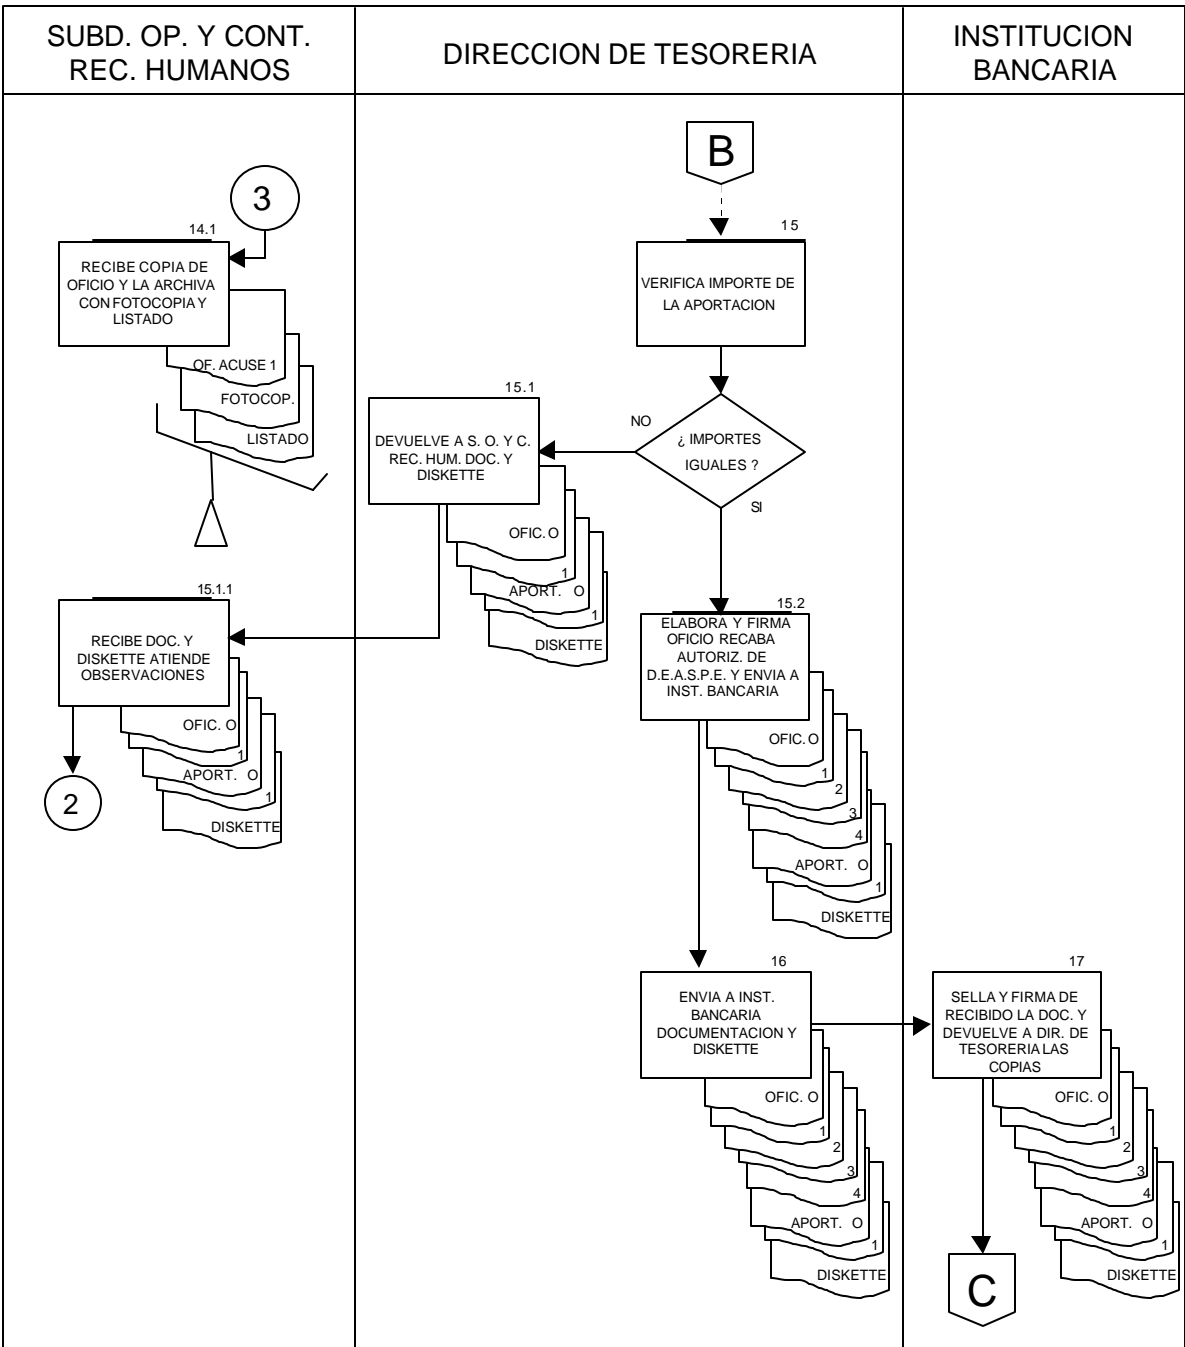 SUBD. OP. Y CONT.
REC. HUMANOS
DIRECCION DE TESORERIA
INSTITUCION
BANCARIA
3
14.1
RECIBE COPIA DE
OFICIO Y LA ARCHIVA
CON FOTOCOPIA Y
LISTADO
OF. ACUSE 1
FOTOCOP.
LISTADO
B
15
VERIFICA IMPORTE DE
LA APORTACION
¿ IMPORTES
IGUALES ?
NO
SI
15.1
DEVUELVE A S. O. Y C.
REC. HUM. DOC. Y
DISKETTE
OFIC. O
1
APORT. O
1
DISKETTE
15.1.1
RECIBE DOC. Y
DISKETTE ATIENDE
OBSERVACIONES
OFIC. O
1
APORT. O
1
DISKETTE
2
15.2
ELABORA Y FIRMA
OFICIO RECABA
AUTORIZ. DE
D.E.A.S.P.E. Y ENVIA A
INST. BANCARIA
OFIC. O
1
2
3
4
APORT. O
1
DISKETTE
16
ENVIA A INST.
BANCARIA
DOCUMENTACION Y
DISKETTE
OFIC. O
1
2
3
4
APORT. O
1
DISKETTE
17
SELLA Y FIRMA DE
RECIBIDO LA DOC. Y
DEVUELVE A DIR. DE
TESORERIA LAS
COPIAS
OFIC. O
1
2
3
4
APORT. O
1
DISKETTE
C